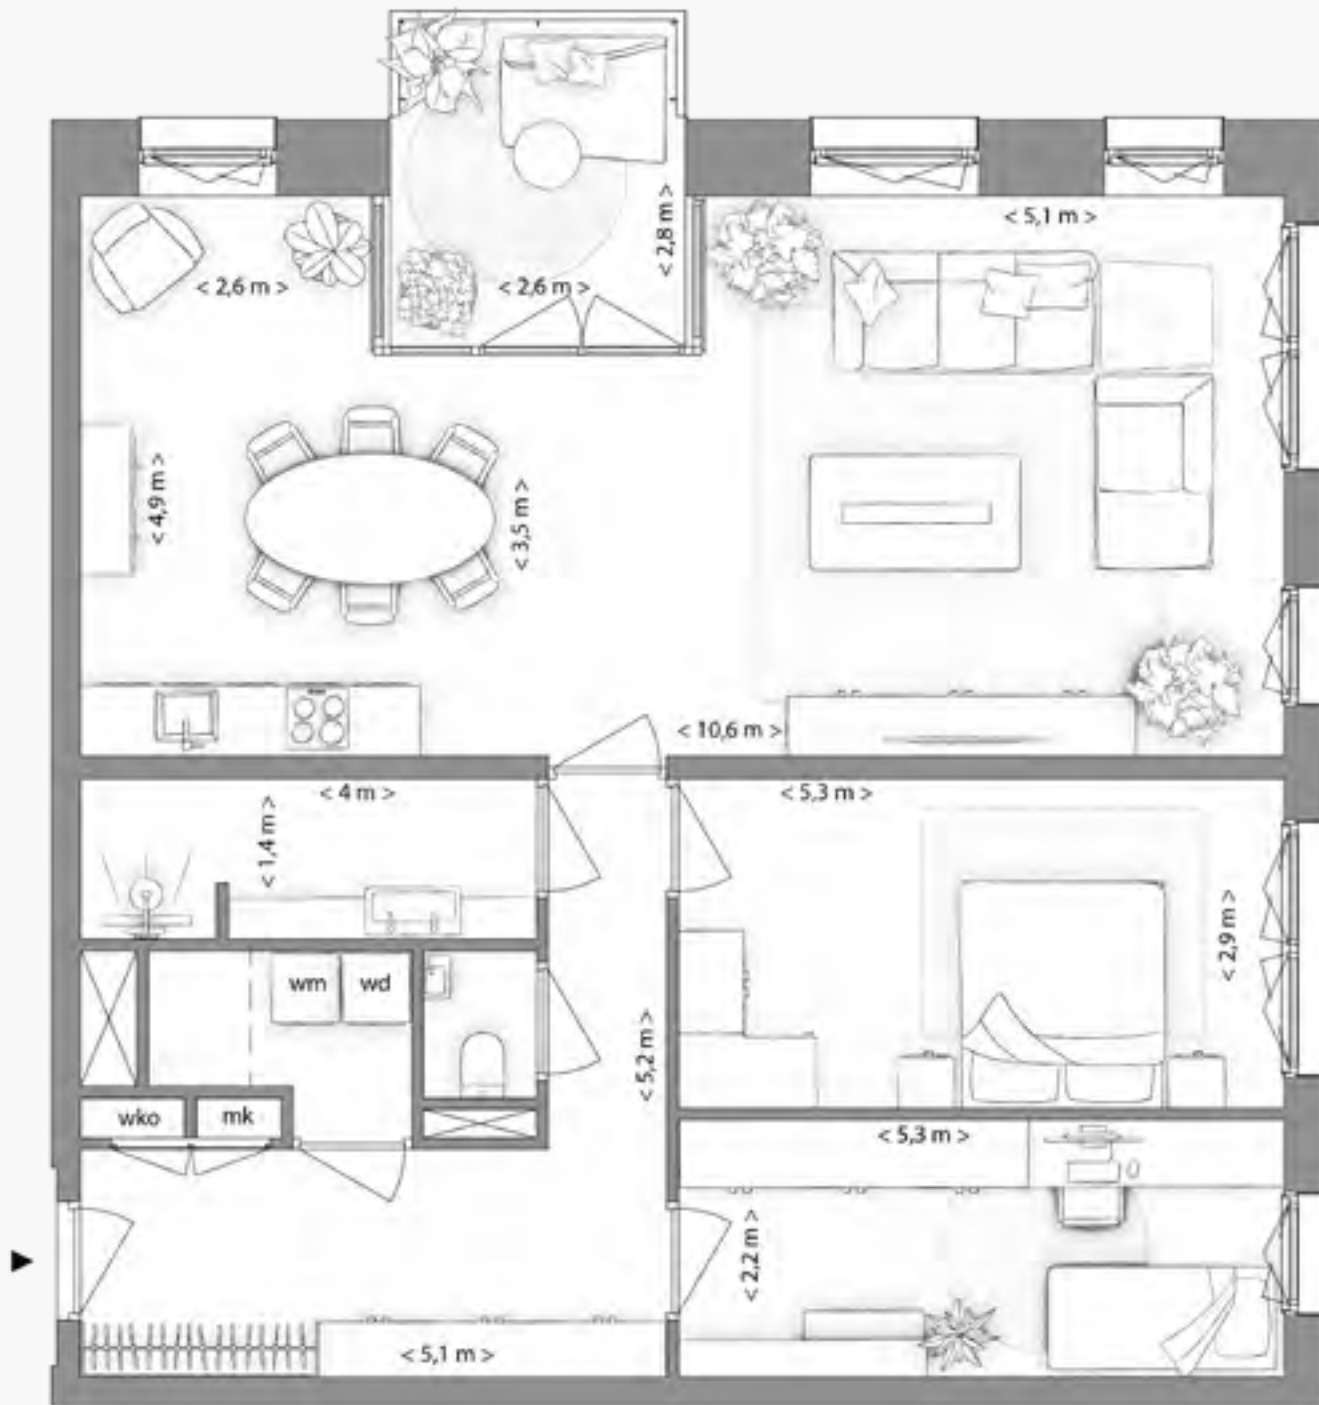 < 5,1 m >
< 2,8 m >
< 2,6 m >
< 2,6 m >
< 4,9 m >
< 3,5 m >
< 10,6 m >
< 4 m >
< 5,3 m >
< 1,4 m >
< 2,9 m >
wm
wd
< 5,2 m >
wko
mk
< 5,3 m >
< 2,2 m >
< 5,1 m >